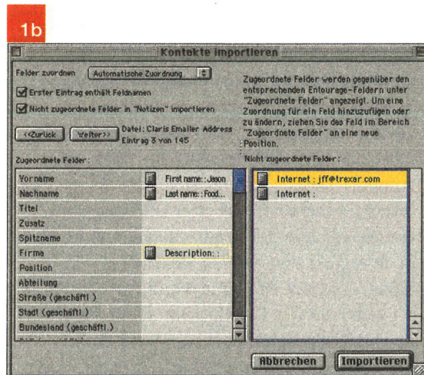 1b
Kontakte importieren
Felder zuordnen Automatische Zuordnung
Erster Eintrag enthält Feldnamen
Nicht zugeordnete Felder in "Notizen" importieren
<<Zurück Weiter>> Datei: Claris Emailer Address
Eintrag 3 von 145
Zugeordnete Felder werden gegenüber den
entsprechenden Entourage-Feldern unter
"Zugeordnete Felder" angezeigt. Um eine
Zuordnung für ein Feld hinzuzufügen oder
zu ändern, ziehen Sie das Feld im Bereich
"Zugeordnete Felder" an eine neue
Position.
Zugeordnete Felder:
Vorname First name: : Jason
Nachname Last name: : Food...
Titel
Zusatz
Spitzname
Firma Description: :
Position
Abteilung
Straße (geschäftl.)
Stadt (geschäftl.)
Bundesland (geschäftl.)
Nicht zugeordnete Felder:
Internet : jff@trexar.com
Internet :
Abbrechen Importieren